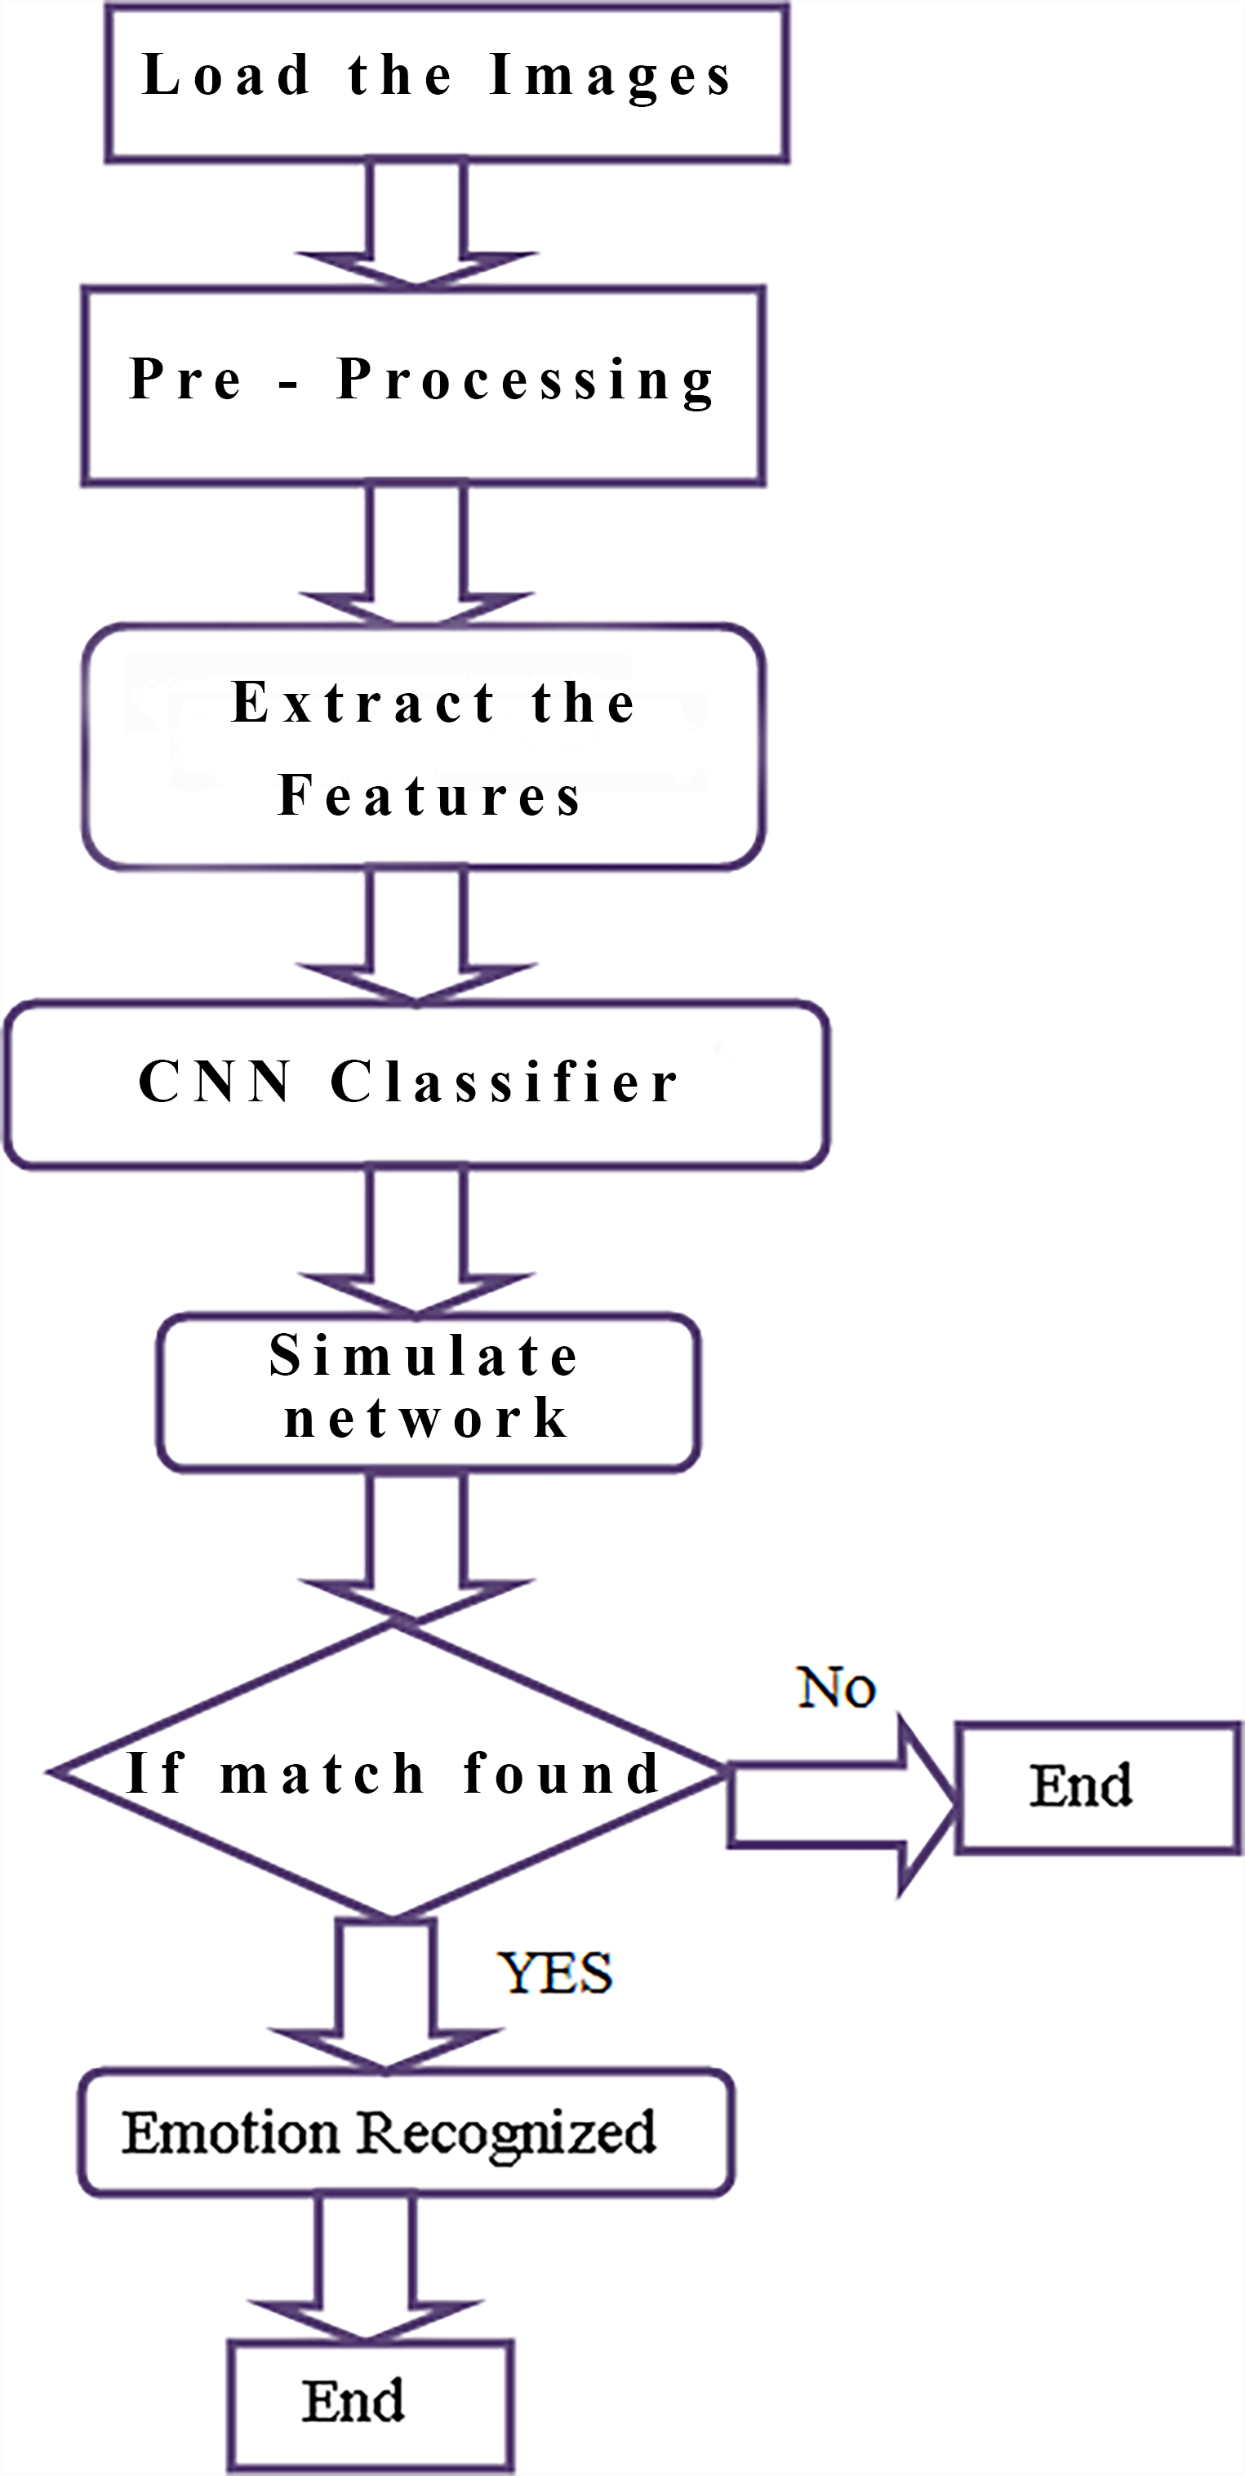 Load the Images
Pre - Processing
Extract the
Features
CNN Classifier
Simulate
network
If match found
No
End
YES
Emotion Recognized
End